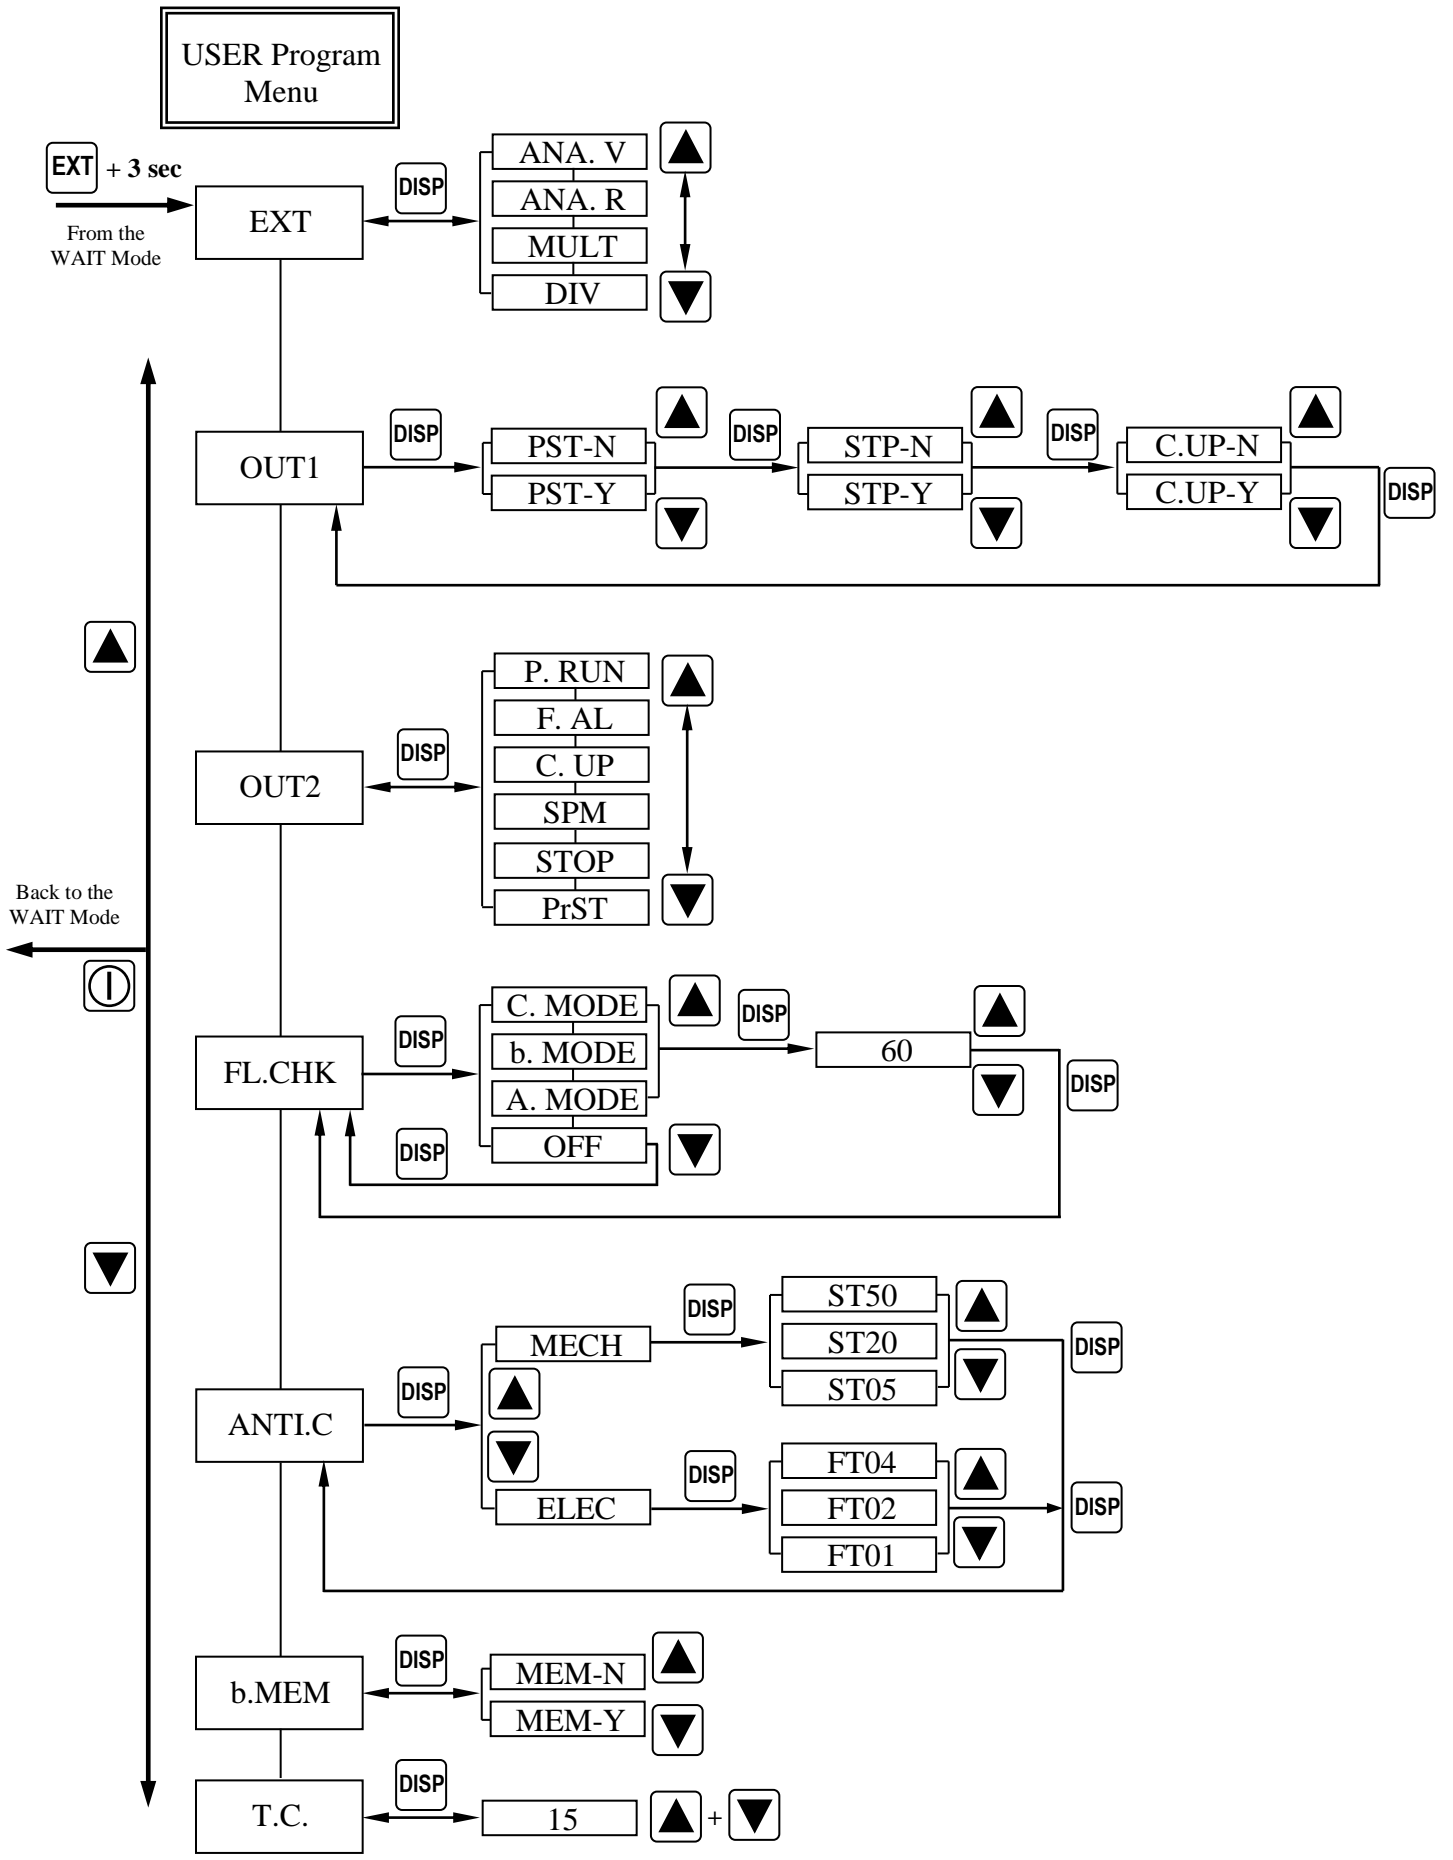 USER Program
Menu
EXT + 3 sec
From the
WAIT Mode
EXT
DISP
ANA. V
ANA. R
MULT
DIV
OUT1
DISP
PST-N
PST-Y
DISP
STP-N
STP-Y
DISP
C.UP-N
C.UP-Y
DISP
OUT2
DISP
P. RUN
F. AL
C. UP
SPM
STOP
PrST
Back to the
WAIT Mode
FL.CHK
DISP
C. MODE
b. MODE
A. MODE
OFF
DISP
DISP
60
DISP
ANTI.C
DISP
MECH
DISP
ST50
ST20
ST05
DISP
ELEC
DISP
FT04
FT02
FT01
DISP
b.MEM
DISP
MEM-N
MEM-Y
T.C.
DISP
15
+